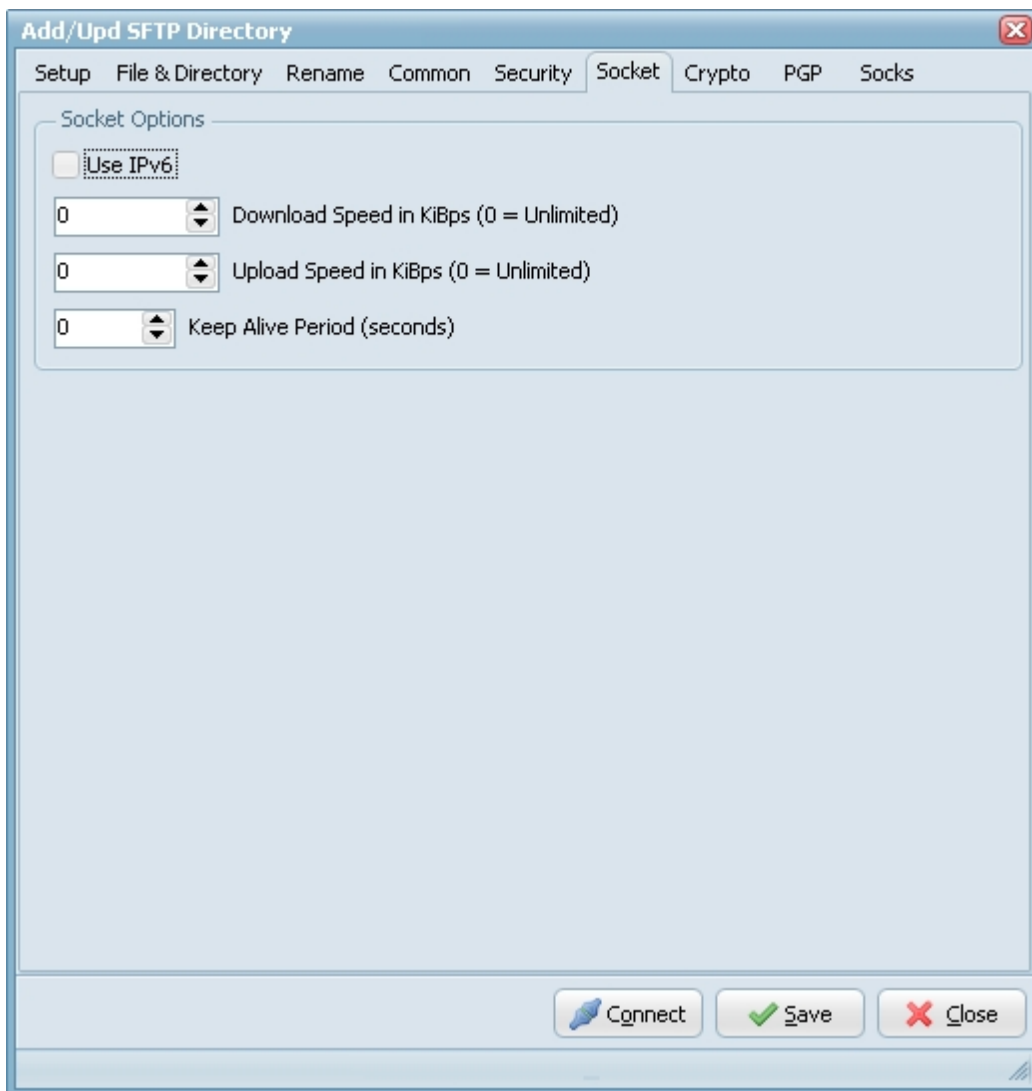 Add/Upd SFTP Directory
Setup File & Directory Rename Common Security Socket Crypto PGP Socks
Socket Options
Use IPv6
0 Download Speed in KiBps (0 = Unlimited)
0 Upload Speed in KiBps (0 = Unlimited)
0 Keep Alive Period (seconds)
Connect Save Close